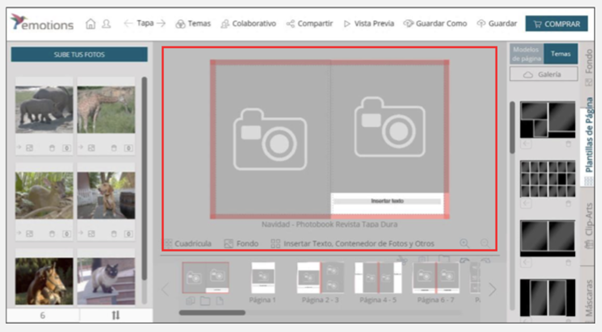 emotions
Tapa
Temas
Colaborativo
Compartir
Vista Previa
Guardar Como
Guardar
COMPRAR
SUBE TUS FOTOS
Modelos de página
Temas
Galería
Fondo
Plantillas de Página
Clip-Arts
Máscaras
Insertar texto
Navidad - Photobook Revista Tapa Dura
Cuadrícula
Fondo
Insertar Texto, Contenedor de Fotos y Otros
Página 1
Página 2 - 3
Página 4 - 5
Página 6 - 7
6